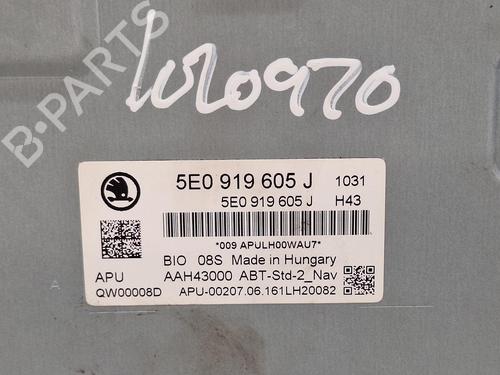 B-PARTS
5E0 919 605 J 1031
5E0 919 605 J H43
*009 APULH00WAU7*
BIO 08S Made in Hungary
APU AAH43000 ABT-Std-2_Nav
QW00008D APU-00207.06.161LH20082